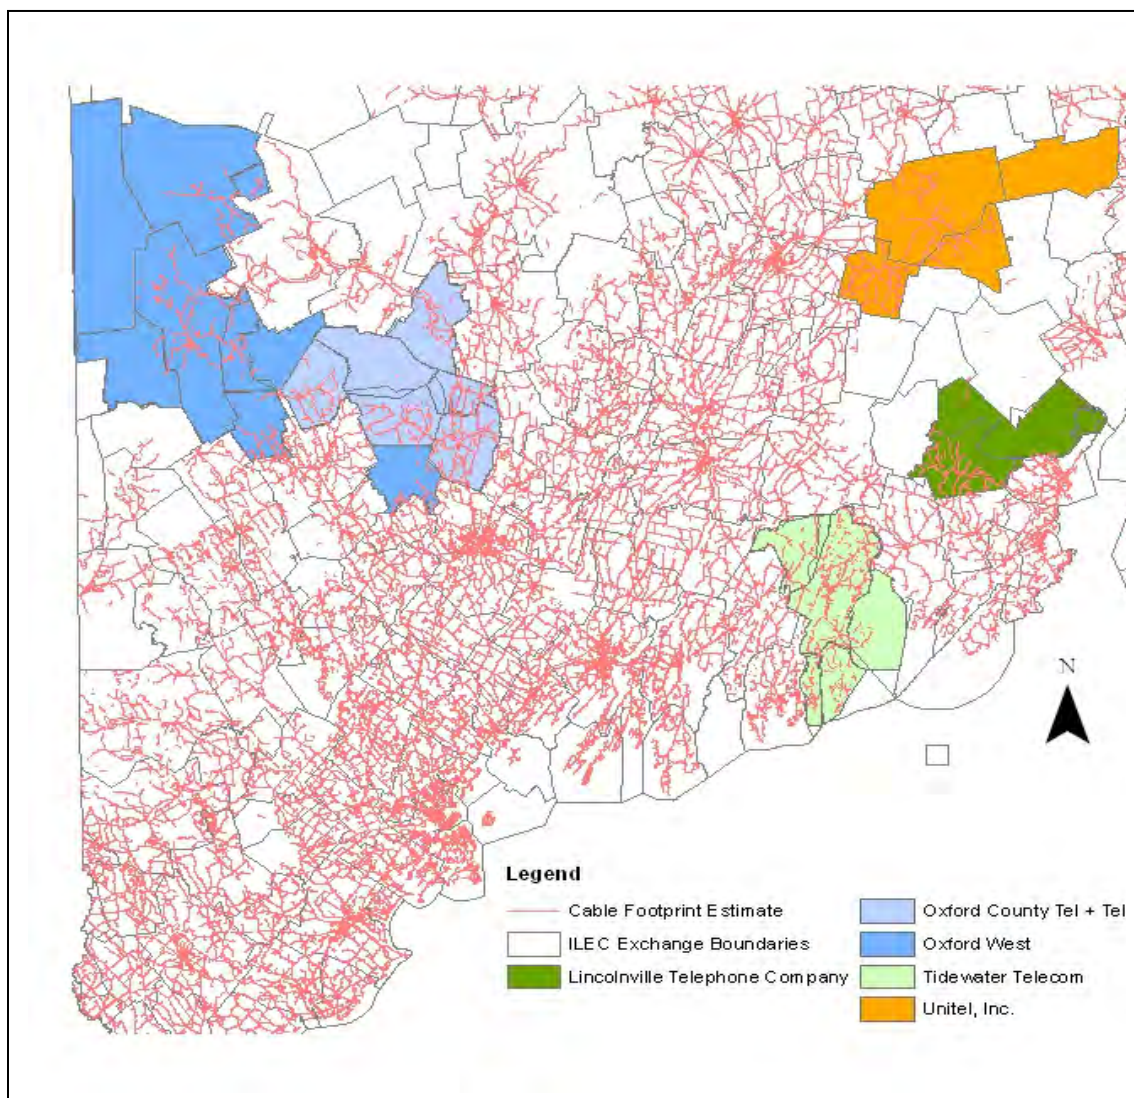 N
Legend
Cable Footprint Estimate
ILEC Exchange Boundaries
Lincolnville Telephone Company
Oxford County Tel + Tel
Oxford West
Tidewater Telecom
Unitel, Inc.